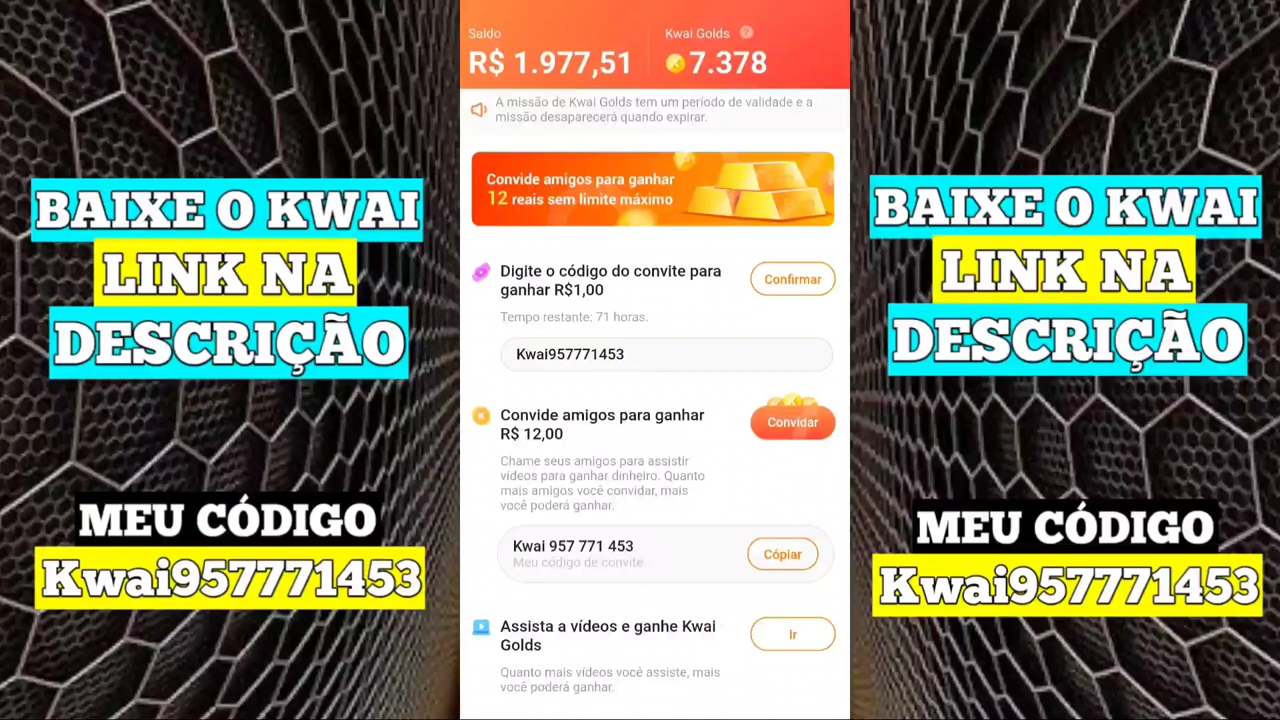 BAIXE O KWAI
LINK NA
DESCRIÇÃO
MEU CÓDIGO
Kwai957771453
Saldo
R$ 1.977,51
Kwai Golds ?
7.378
A missão de Kwai Golds tem um período de validade e a
missão desaparecerá quando expirar.
Convide amigos para ganhar
12 reais sem limite máximo
Digite o código do convite para
ganhar R$1,00
Confirmar
Tempo restante: 71 horas.
Kwai957771453
Convide amigos para ganhar
R$ 12,00
Convidar
Chame seus amigos para assistir
vídeos para ganhar dinheiro. Quanto
mais amigos você convidar, mais
você poderá ganhar.
Kwai 957 771 453
Meu código de convite
Cópiar
Assista a vídeos e ganhe Kwai
Golds
Ir
Quanto mais vídeos você assiste, mais
você poderá ganhar.
BAIXE O KWAI
LINK NA
DESCRIÇÃO
MEU CÓDIGO
Kwai957771453